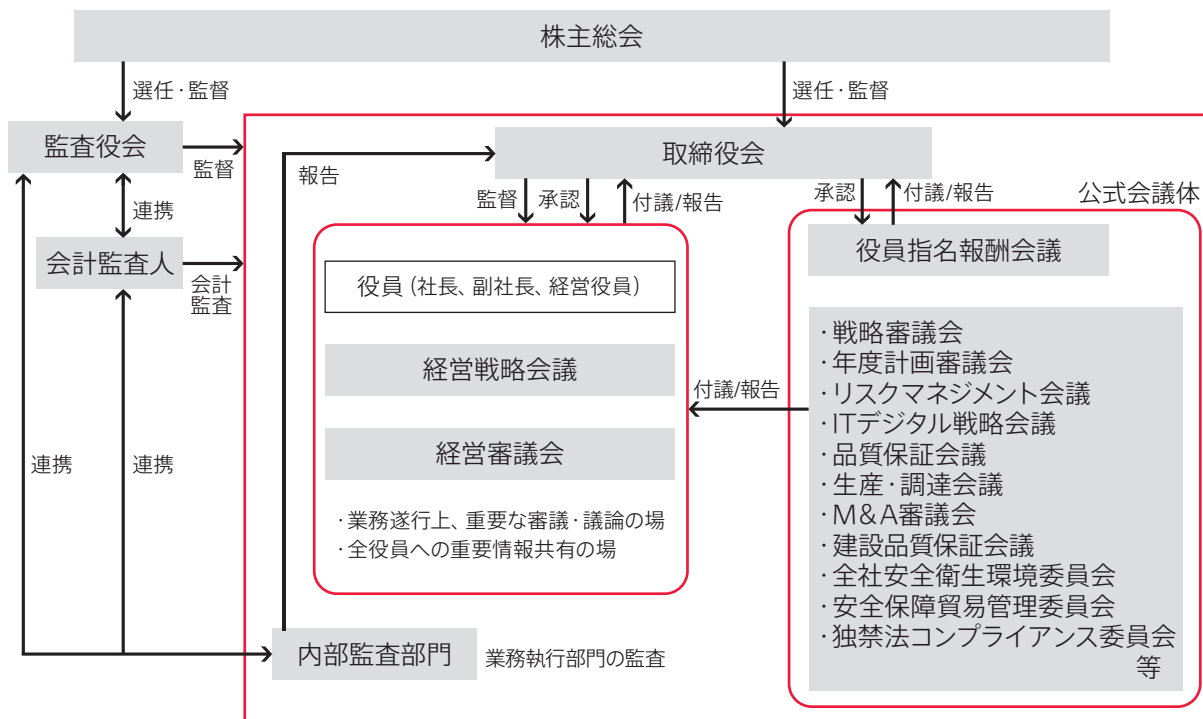 株主総会
選任・監督
選任・監督
監査役会
監督
取締役会
報告
監督
承認
付議/報告
承認
付議/報告
公式会議体
連携
会計監査人
会計
監査
役員(社長、副社長、経営役員)
役員指名報酬会議
経営戦略会議
経営審議会
・業務遂行上、重要な審議・議論の場
・全役員への重要情報共有の場
付議/報告
・戦略審議会
・年度計画審議会
・リスクマネジメント会議
・ITデジタル戦略会議
・品質保証会議
・生産・調達会議
・M&A審議会
・建設品質保証会議
・全社安全衛生環境委員会
・安全保障貿易管理委員会
・独禁法コンプライアンス委員会
等
連携
連携
内部監査部門
業務執行部門の監査